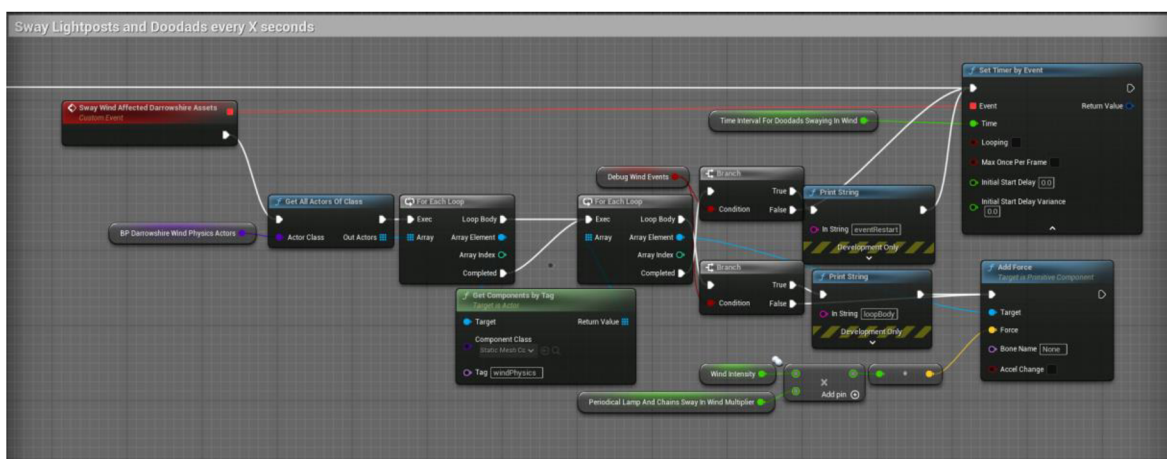 Sway Lightposts and Doodads every X seconds
Sway Wind Affected Darrowshire Assets
Custom Event
BP Darrowshire Wind Physics Actors
Get All Actors Of Class
Actor Class
Out Actors
For Each Loop
Exec
Loop Body
Array
Array Element
Array Index
Completed
Get Components by Tag
Target is Actor
Target
Return Value
Component Class
Static Mesh Co
Tag
windPhysics
For Each Loop
Exec
Loop Body
Array
Array Element
Array Index
Completed
Debug Wind Events
Branch
True
Condition
False
Branch
True
Condition
False
Time Interval For Doodads Swaying In Wind
Print String
In String
eventRestart
Development Only
Print String
In String
loopBody
Development Only
Wind Intensity
Periodical Lamp And Chains Sway In Wind Multiplier
Add pin
Set Timer by Event
Event
Return Value
Time
Looping
Max Once Per Frame
Initial Start Delay
0.0
Initial Start Delay Variance
0.0
Add Force
Target is Primitive Component
Target
Force
Bone Name
None
Accel Change